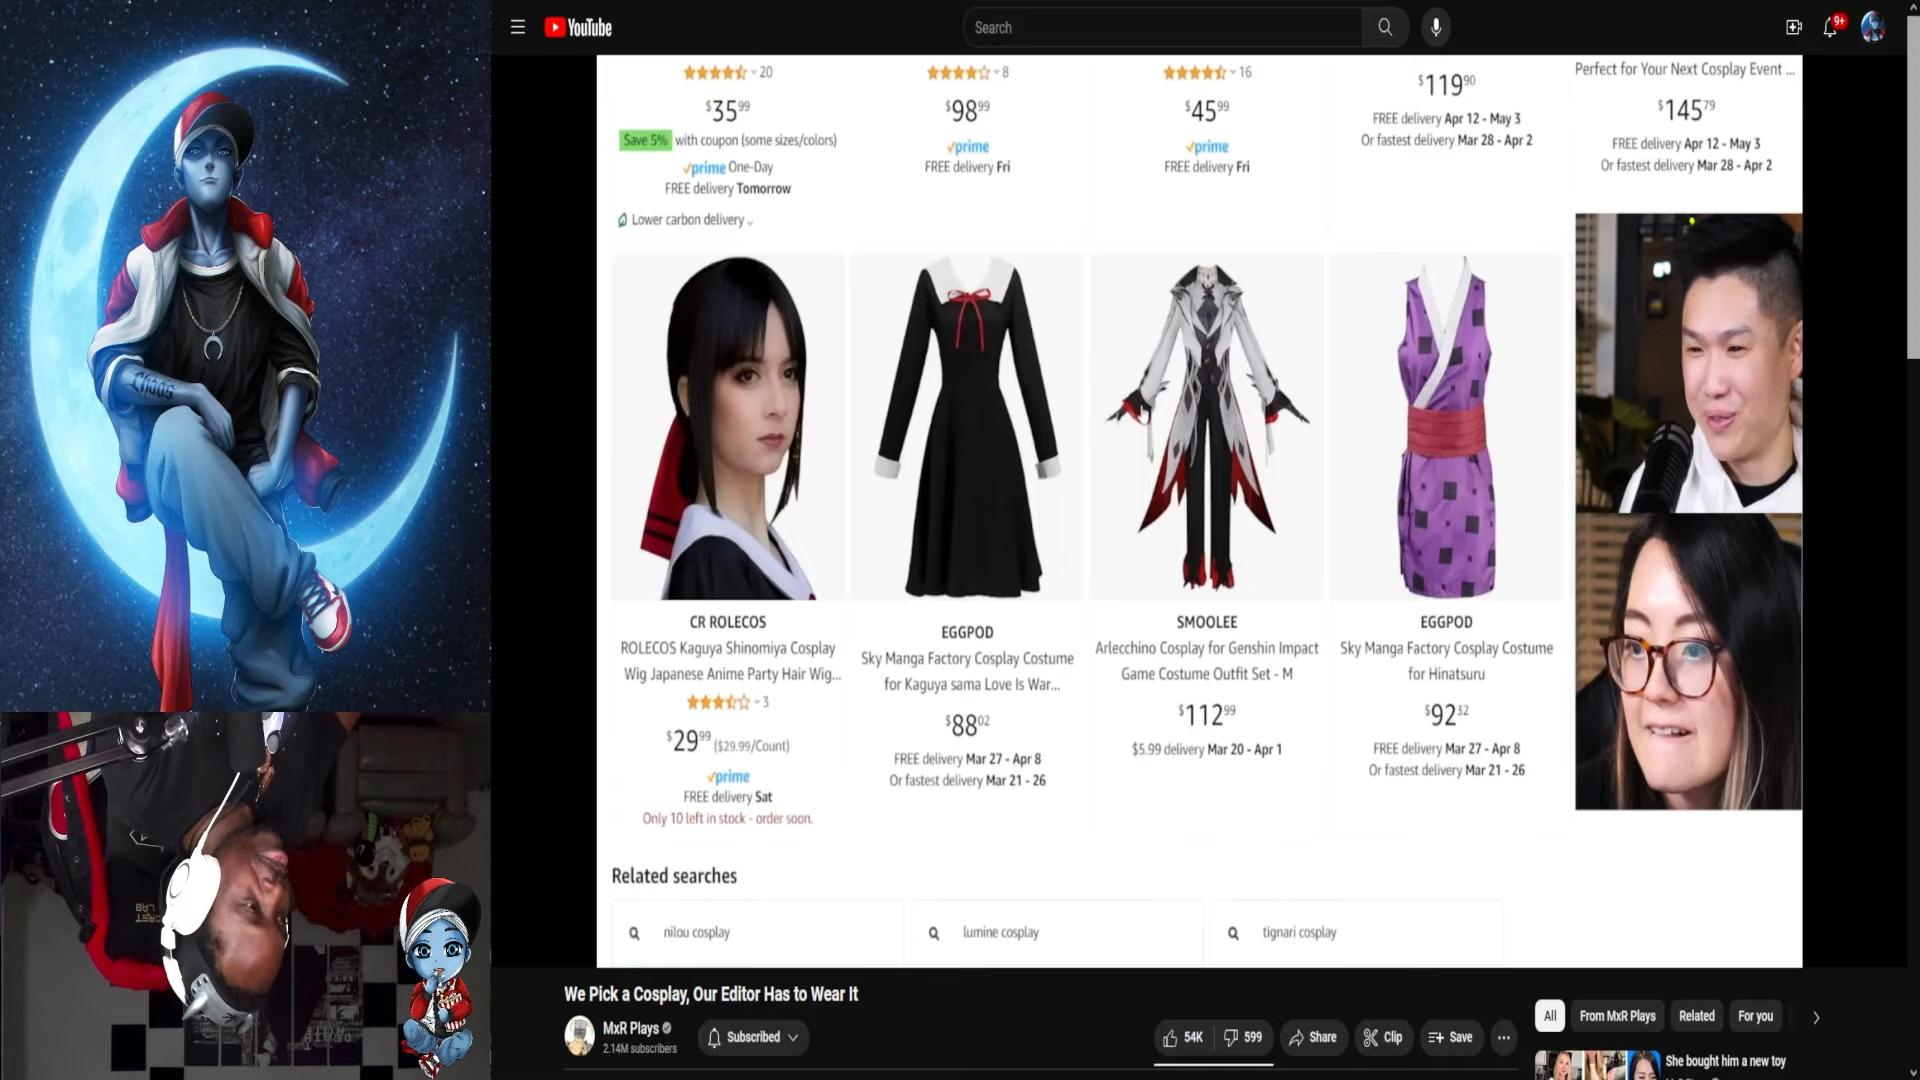 YouTube
Search
9+
20
8
16
$35.99
$98.99
$45.99
$119.90
Perfect for Your Next Cosplay Event ...
$145.79
Save 5% with coupon (some sizes/colors)
prime One-Day
FREE delivery Tomorrow
Lower carbon delivery
prime
FREE delivery Fri
prime
FREE delivery Fri
FREE delivery Apr 12 - May 3
Or fastest delivery Mar 28 - Apr 2
FREE delivery Apr 12 - May 3
Or fastest delivery Mar 28 - Apr 2
Chaos
CR ROLECOS
ROLECOS Kaguya Shinomiya Cosplay
Wig Japanese Anime Party Hair Wig...
3
$29.99 ($29.99/Count)
prime
FREE delivery Sat
Only 10 left in stock - order soon.
EGGPOD
Sky Manga Factory Cosplay Costume
for Kaguya sama Love Is War...
$88.02
FREE delivery Mar 27 - Apr 8
Or fastest delivery Mar 21 - 26
SMOOLEE
Arlecchino Cosplay for Genshin Impact
Game Costume Outfit Set - M
$112.99
$5.99 delivery Mar 20 - Apr 1
EGGPOD
Sky Manga Factory Cosplay Costume
for Hinatsuru
$92.32
FREE delivery Mar 27 - Apr 8
Or fastest delivery Mar 21 - 26
Related searches
nilou cosplay
lumine cosplay
tignari cosplay
We Pick a Cosplay, Our Editor Has to Wear It
MxR Plays
2.14M subscribers
Subscribed
54K
599
Share
Clip
Save
All
From MxR Plays
Related
For you
She bought him a new toy